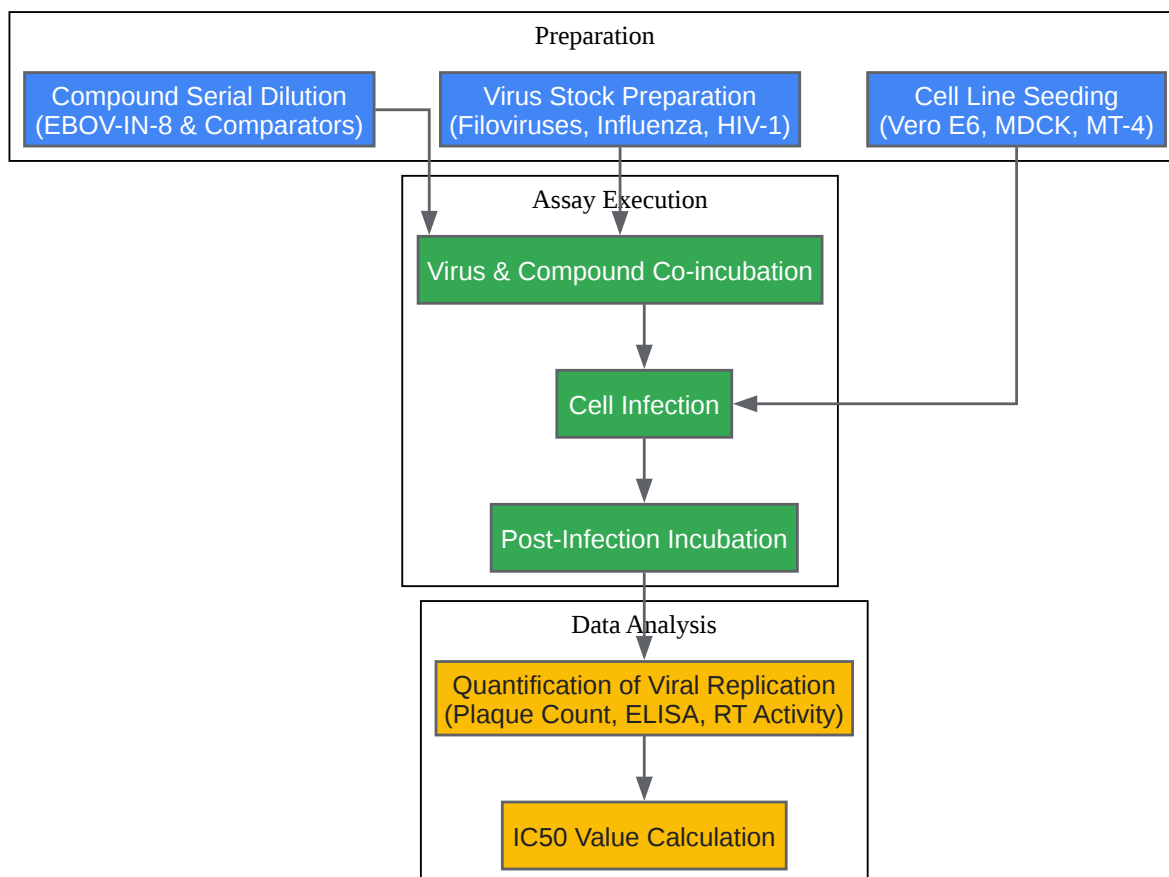 Preparation
Compound Serial Dilution
(EBOV-IN-8 & Comparators)
Virus Stock Preparation
(Filoviruses, Influenza, HIV-1)
Cell Line Seeding
(Vero E6, MDCK, MT-4)
Assay Execution
Virus & Compound Co-incubation
Cell Infection
Post-Infection Incubation
Data Analysis
Quantification of Viral Replication
(Plaque Count, ELISA, RT Activity)
IC50 Value Calculation